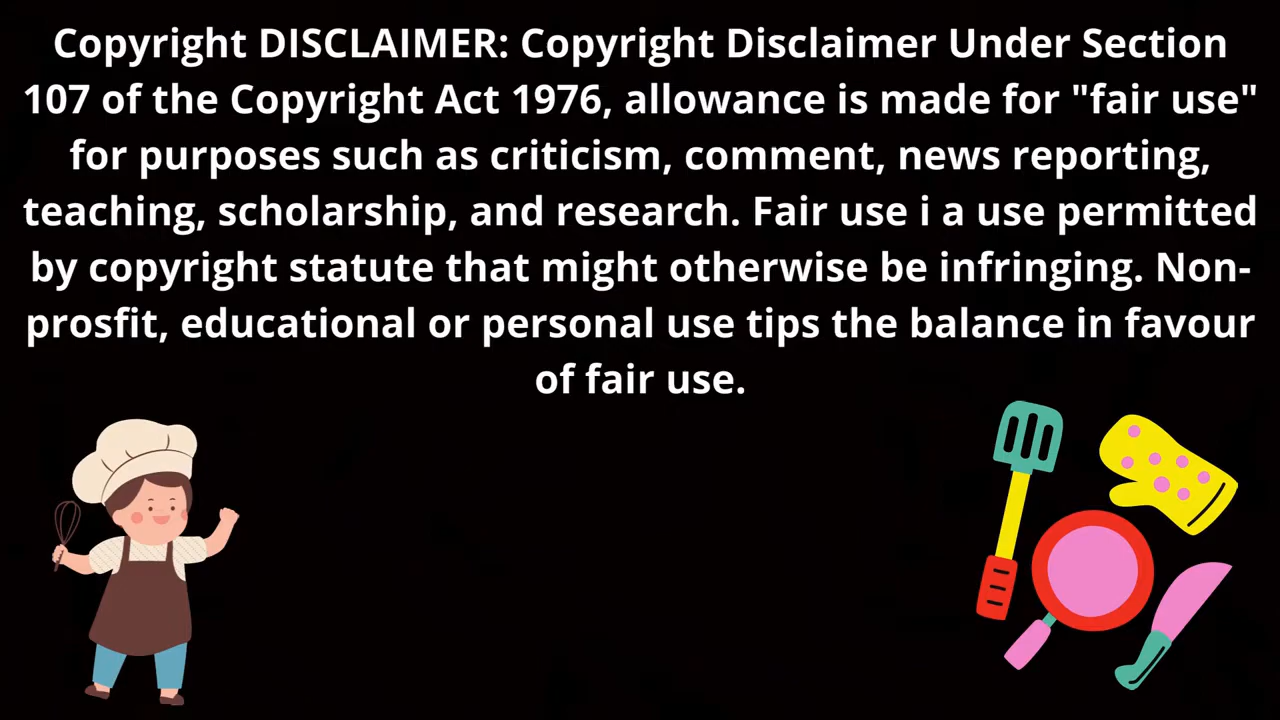 Copyright DISCLAIMER: Copyright Disclaimer Under Section
107 of the Copyright Act 1976, allowance is made for "fair use"
for purposes such as criticism, comment, news reporting,
teaching, scholarship, and research. Fair use i a use permitted
by copyright statute that might otherwise be infringing. Non-
prosfit, educational or personal use tips the balance in favour
of fair use.